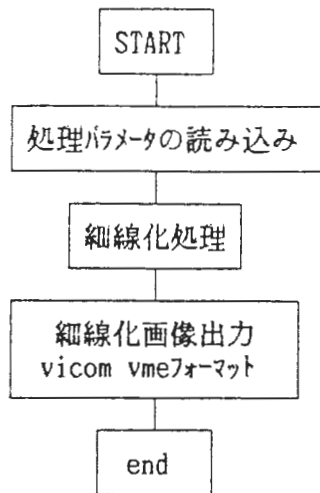 START
処理パラメータの読み込み
細線化処理
細線化画像出力
vicom vmeフォーマット
end